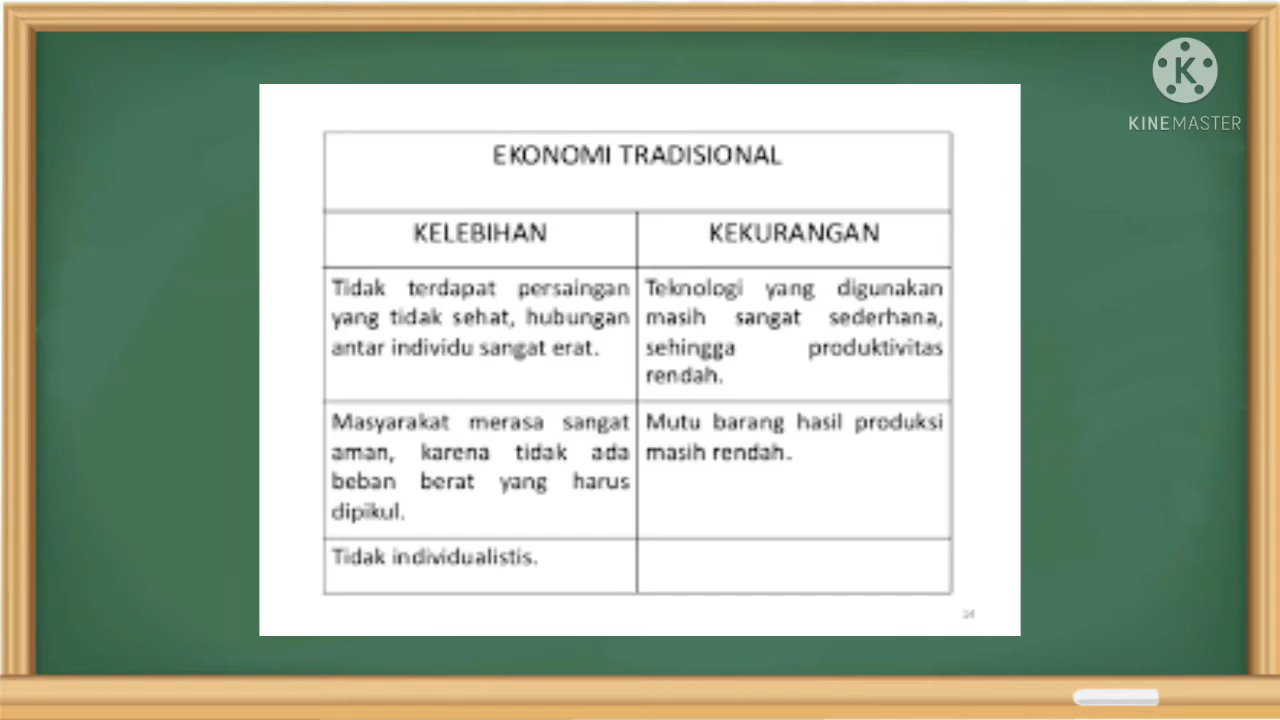 EKONOMI TRADISIONAL
KELEBIHAN
KEKURANGAN
Tidak terdapat persaingan
yang tidak sehat, hubungan
antar individu sangat erat.
Teknologi yang digunakan
masih sangat sederhana,
sehingga produktivitas
rendah.
Masyarakat merasa sangat
aman, karena tidak ada
beban berat yang harus
dipikul.
Mutu barang hasil produksi
masih rendah.
Tidak individualistis.
K
KINEMASTER